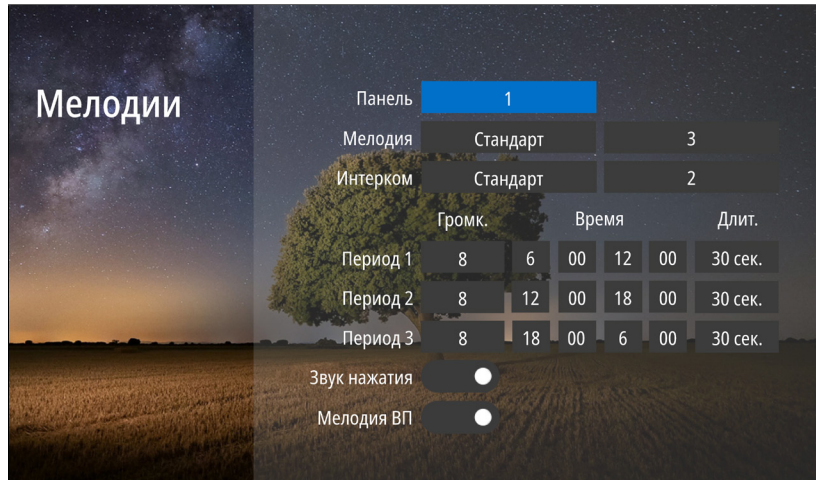 Мелодии
Панель 1
Мелодия Стандарт 3
Интерком Стандарт 2
Громк. Время Длит.
Период 1 8 6 00 12 00 30 сек.
Период 2 8 12 00 18 00 30 сек.
Период 3 8 18 00 6 00 30 сек.
Звук нажатия
Мелодия ВП